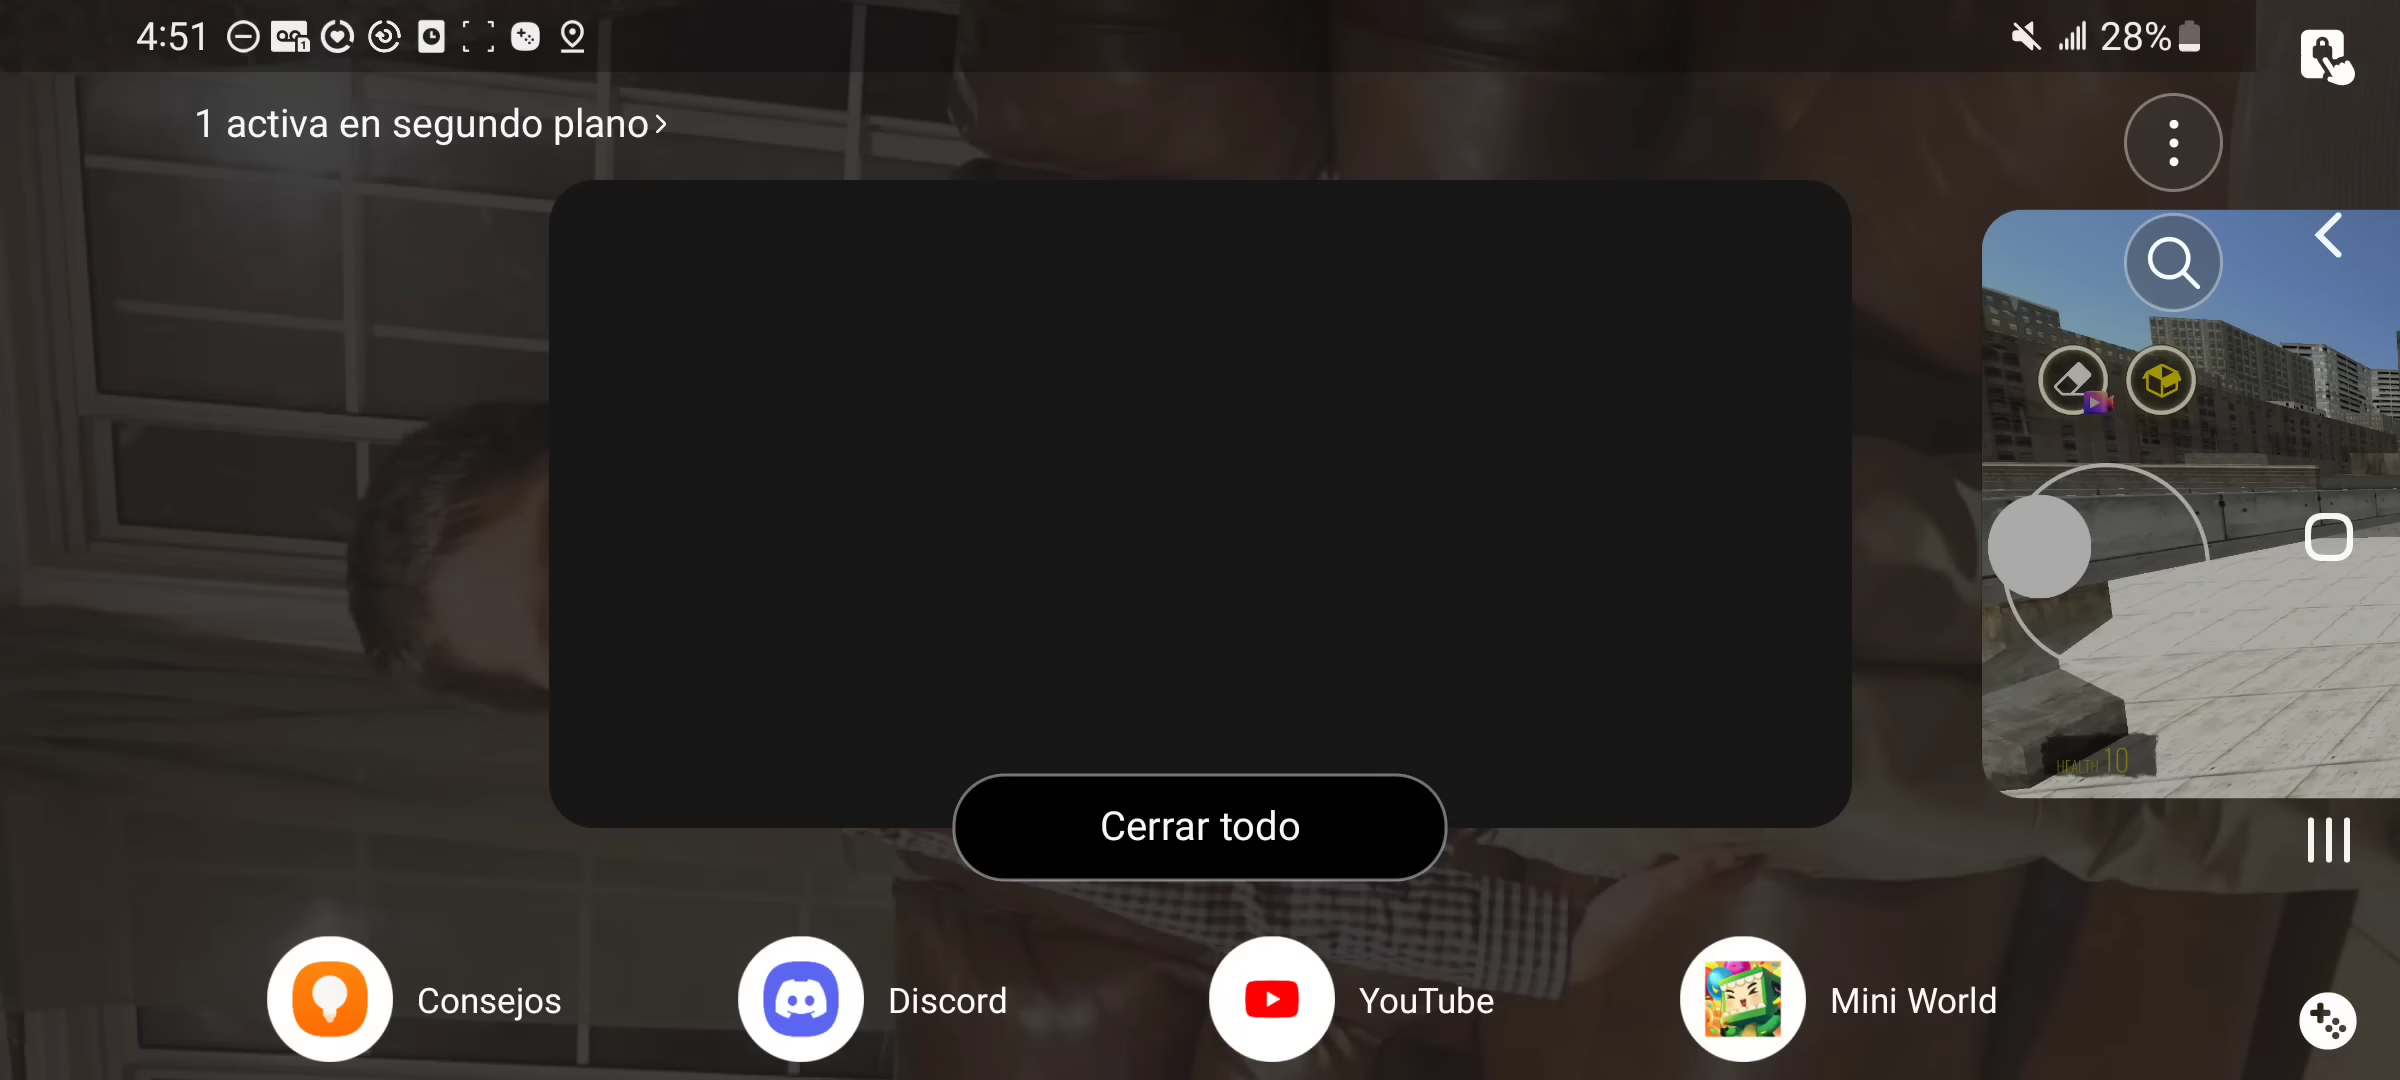 4:51
28%
1 activa en segundo plano
HEALTH 10
Cerrar todo
Consejos
Discord
YouTube
Mini World